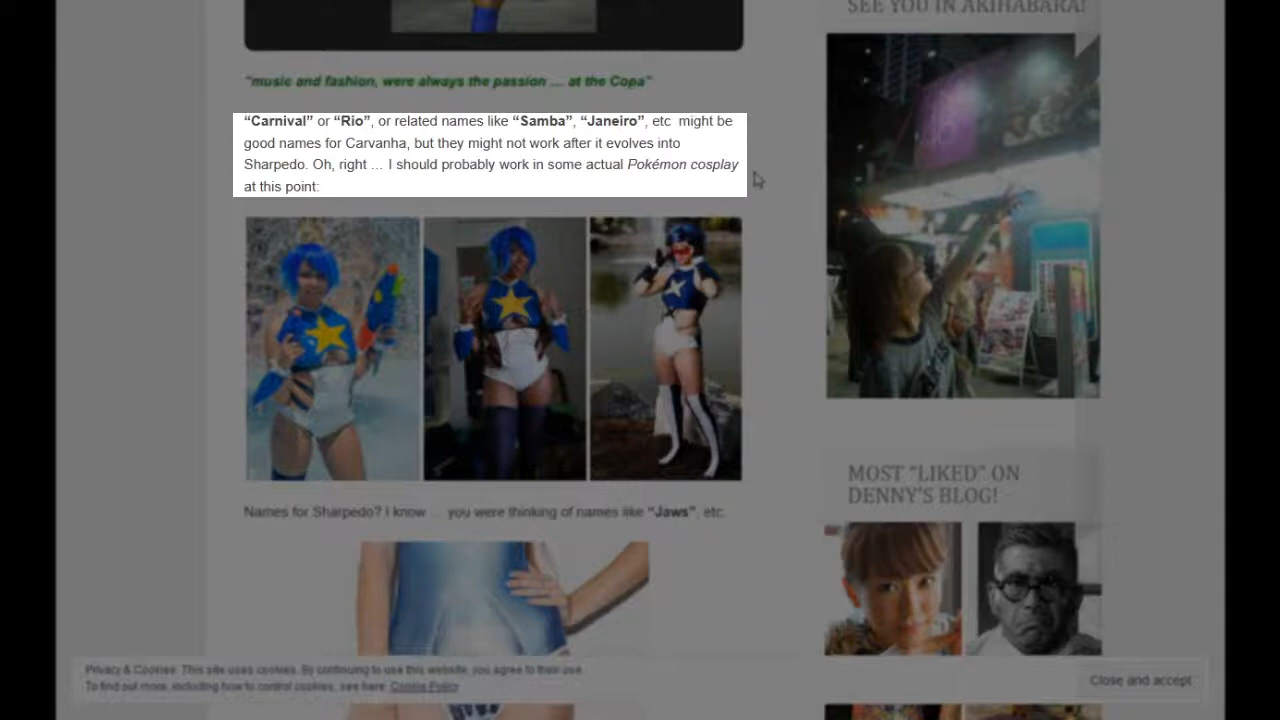 SEE YOU IN AKIHABARA!
"music and fashion, were always the passion ... at the Copa"
“Carnival” or “Rio”, or related names like “Samba”, “Janeiro”, etc  might be
good names for Carvanha, but they might not work after it evolves into
Sharpedo. Oh, right … I should probably work in some actual Pokémon cosplay
at this point:
Names for Sharpedo? I know … you were thinking of names like “Jaws”, etc.
MOST “LIKED” ON
DENNY’S BLOG!
Privacy & Cookies: This site uses cookies. By continuing to use this website, you agree to their use.
To find out more, including how to control cookies, see here: Cookie Policy
Close and accept